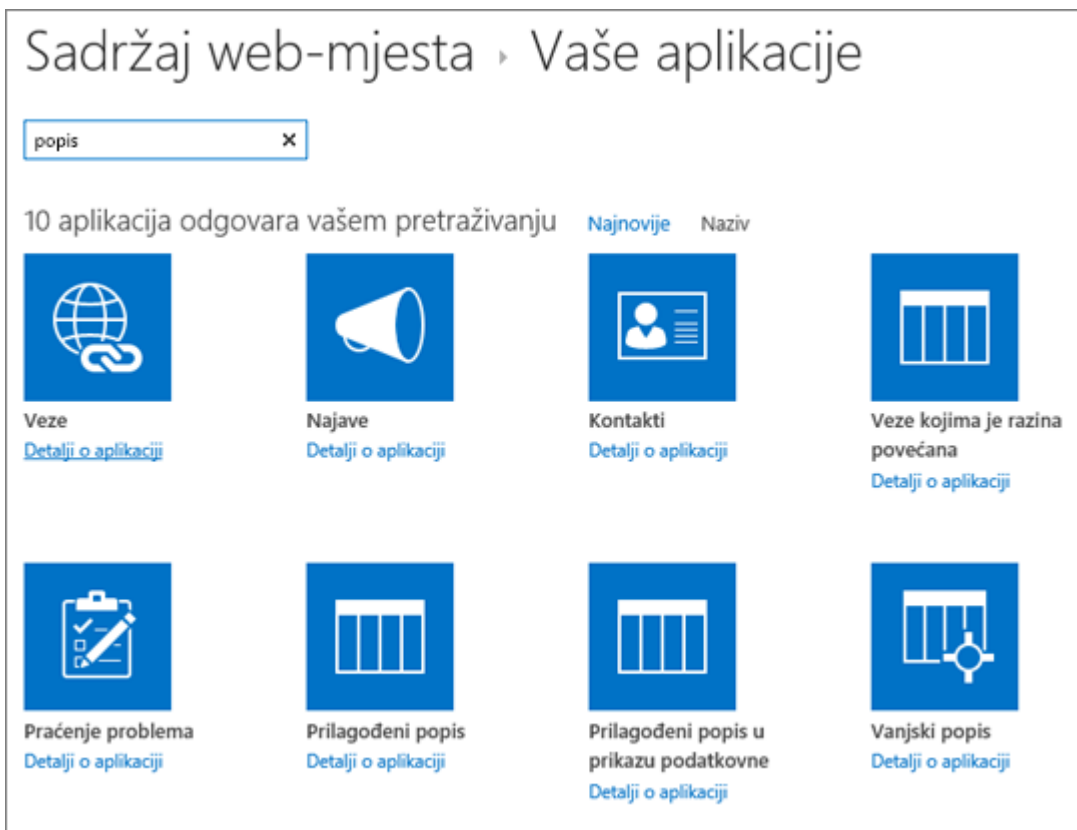 Sadržaj web-mjesta ▸ Vaše aplikacije
popis
10 aplikacija odgovara vašem pretraživanju Najnovije Naziv
Veze
Detalji o aplikaciji
Najave
Detalji o aplikaciji
Kontakti
Detalji o aplikaciji
Veze kojima je razina
povećana
Detalji o aplikaciji
Praćenje problema
Detalji o aplikaciji
Prilagođeni popis
Detalji o aplikaciji
Prilagođeni popis u
prikazu podatkovne
Detalji o aplikaciji
Vanjski popis
Detalji o aplikaciji